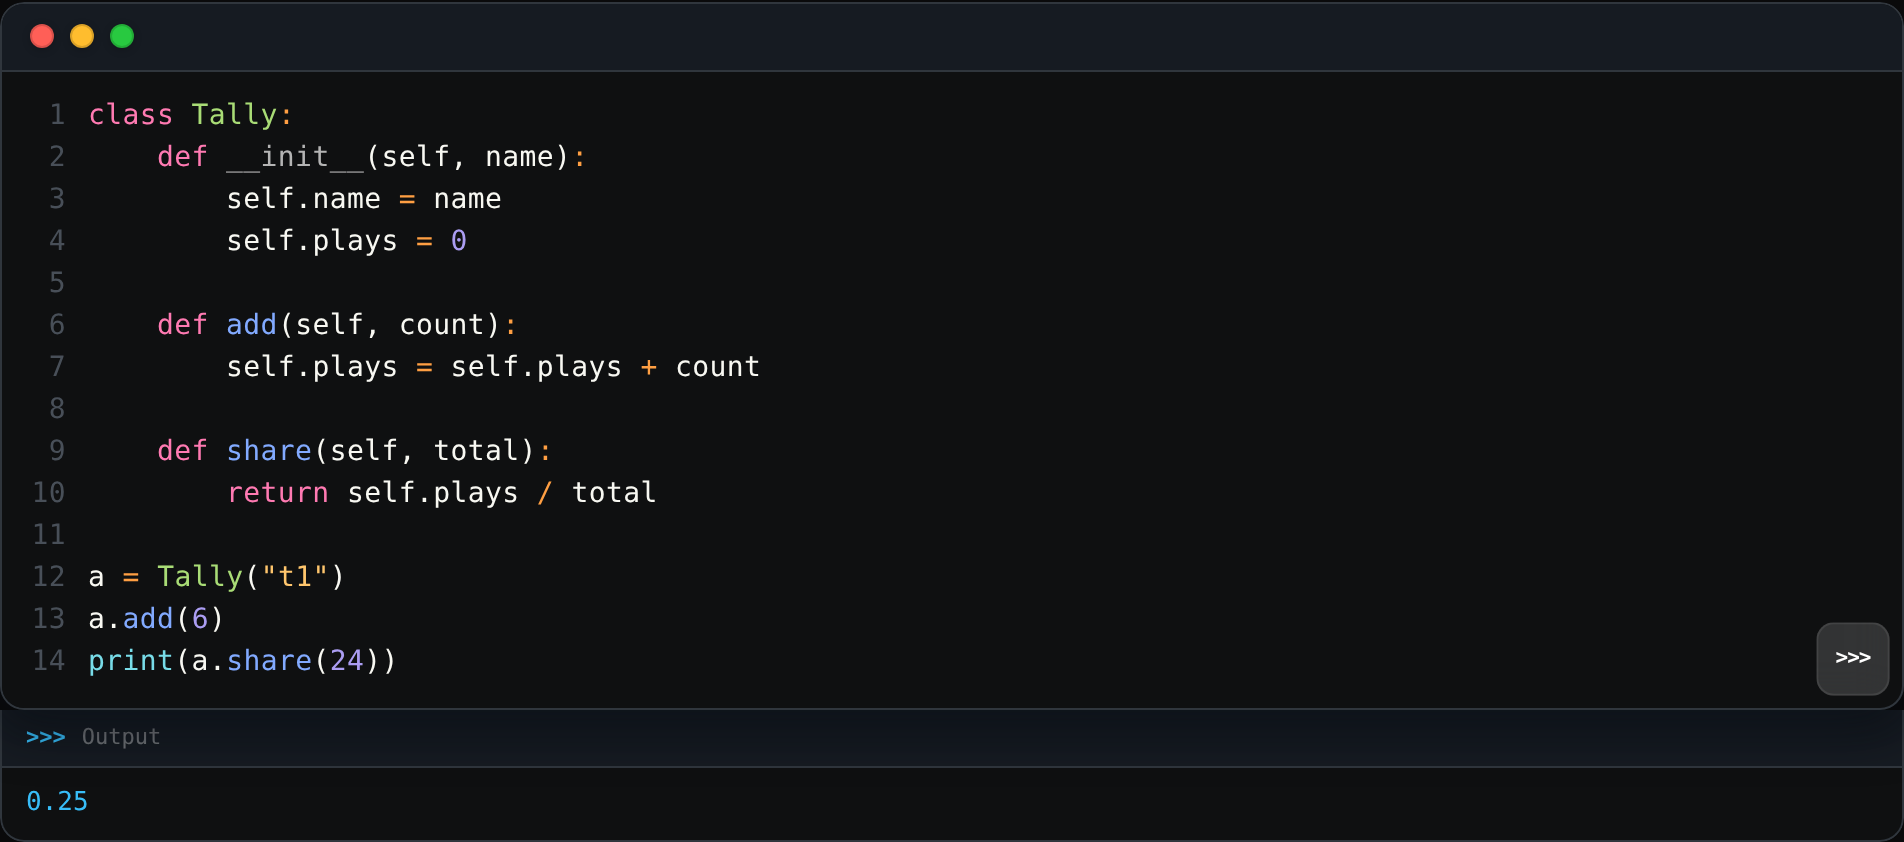 1 class Tally:
2     def __init__(self, name):
3         self.name = name
4         self.plays = 0
5
6     def add(self, count):
7         self.plays = self.plays + count
8
9     def share(self, total):
10         return self.plays / total
11
12 a = Tally("t1")
13 a.add(6)
14 print(a.share(24))
>>>
>>> Output
0.25